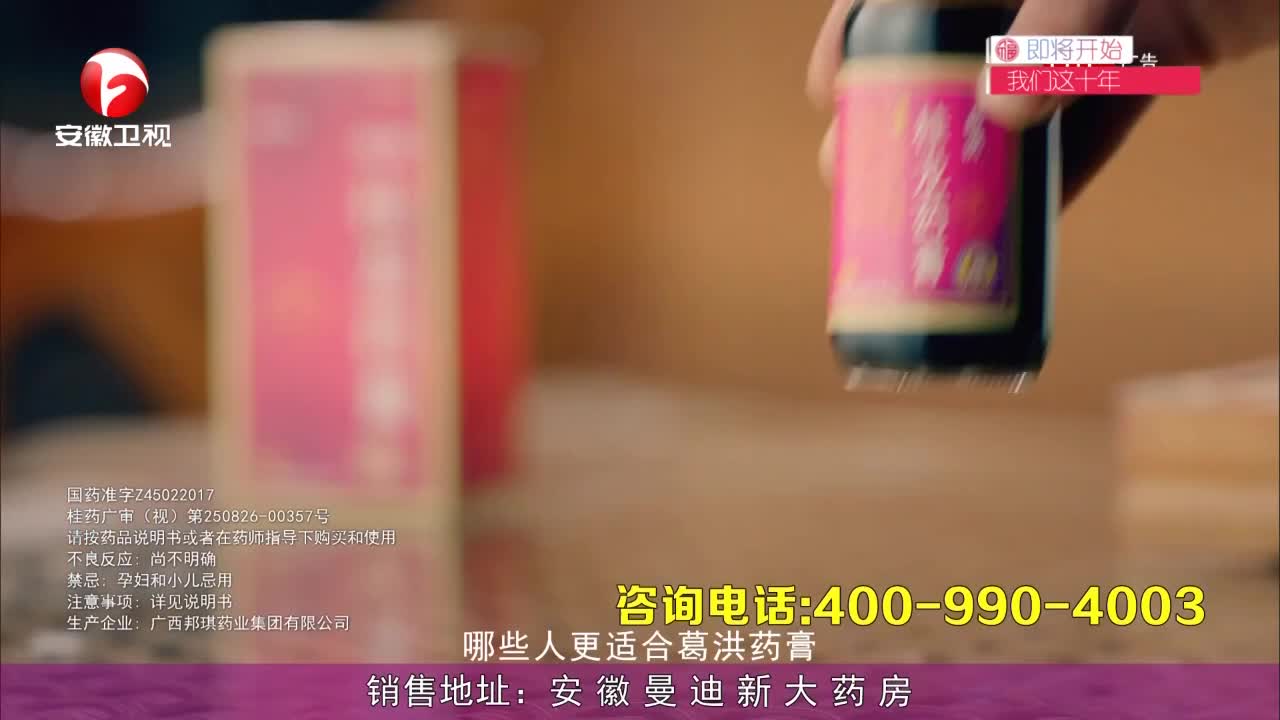 安徽卫视
即将开始
广告
我们这十年
桂龙药膏
国药准字Z45022017
桂药广审（视）第250826-00357号
请按药品说明书或者在药师指导下购买和使用
不良反应：尚不明确
禁忌：孕妇和小儿忌用
注意事项：详见说明书
生产企业：广西邦琪药业集团有限公司
咨询电话:400-990-4003
哪些人更适合葛洪药膏
销售地址：安徽曼迪新大药房